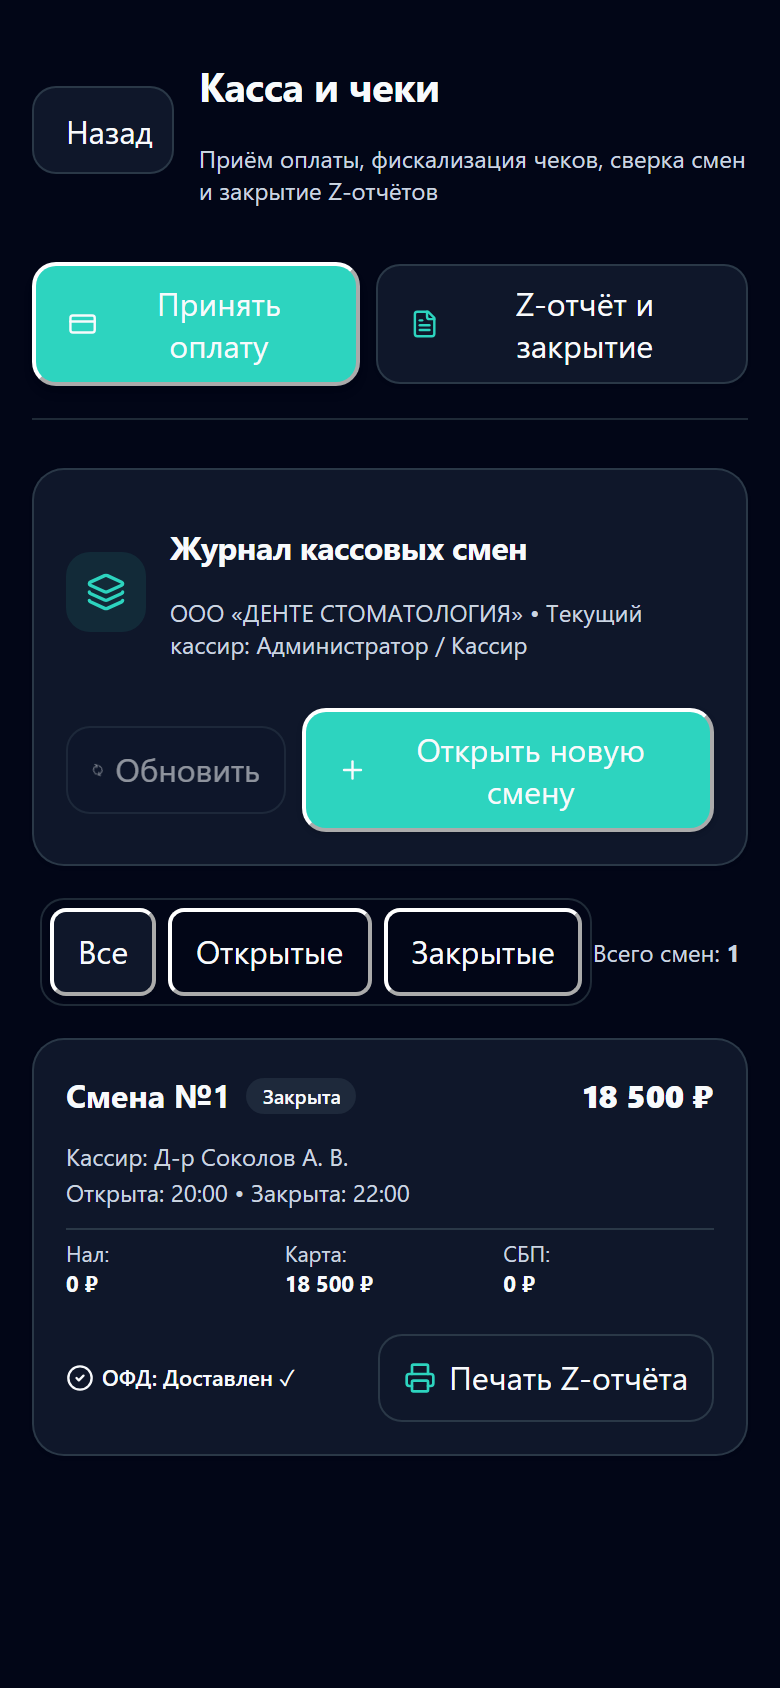 Назад
Касса и чеки
Приём оплаты, фискализация чеков, сверка смен
и закрытие Z-отчётов
Принять
оплату
Z-отчёт и
закрытие
Журнал кассовых смен
ООО «ДЕНТЕ СТОМАТОЛОГИЯ» • Текущий
кассир: Администратор / Кассир
Обновить
Открыть новую
смену
Все
Открытые
Закрытые
Всего смен: 1
Смена №1
Закрыта
18 500 ₽
Кассир: Д-р Соколов А. В.
Открыта: 20:00 • Закрыта: 22:00
Нал:
0 ₽
Карта:
18 500 ₽
СБП:
0 ₽
ОФД: Доставлен ✓
Печать Z-отчёта